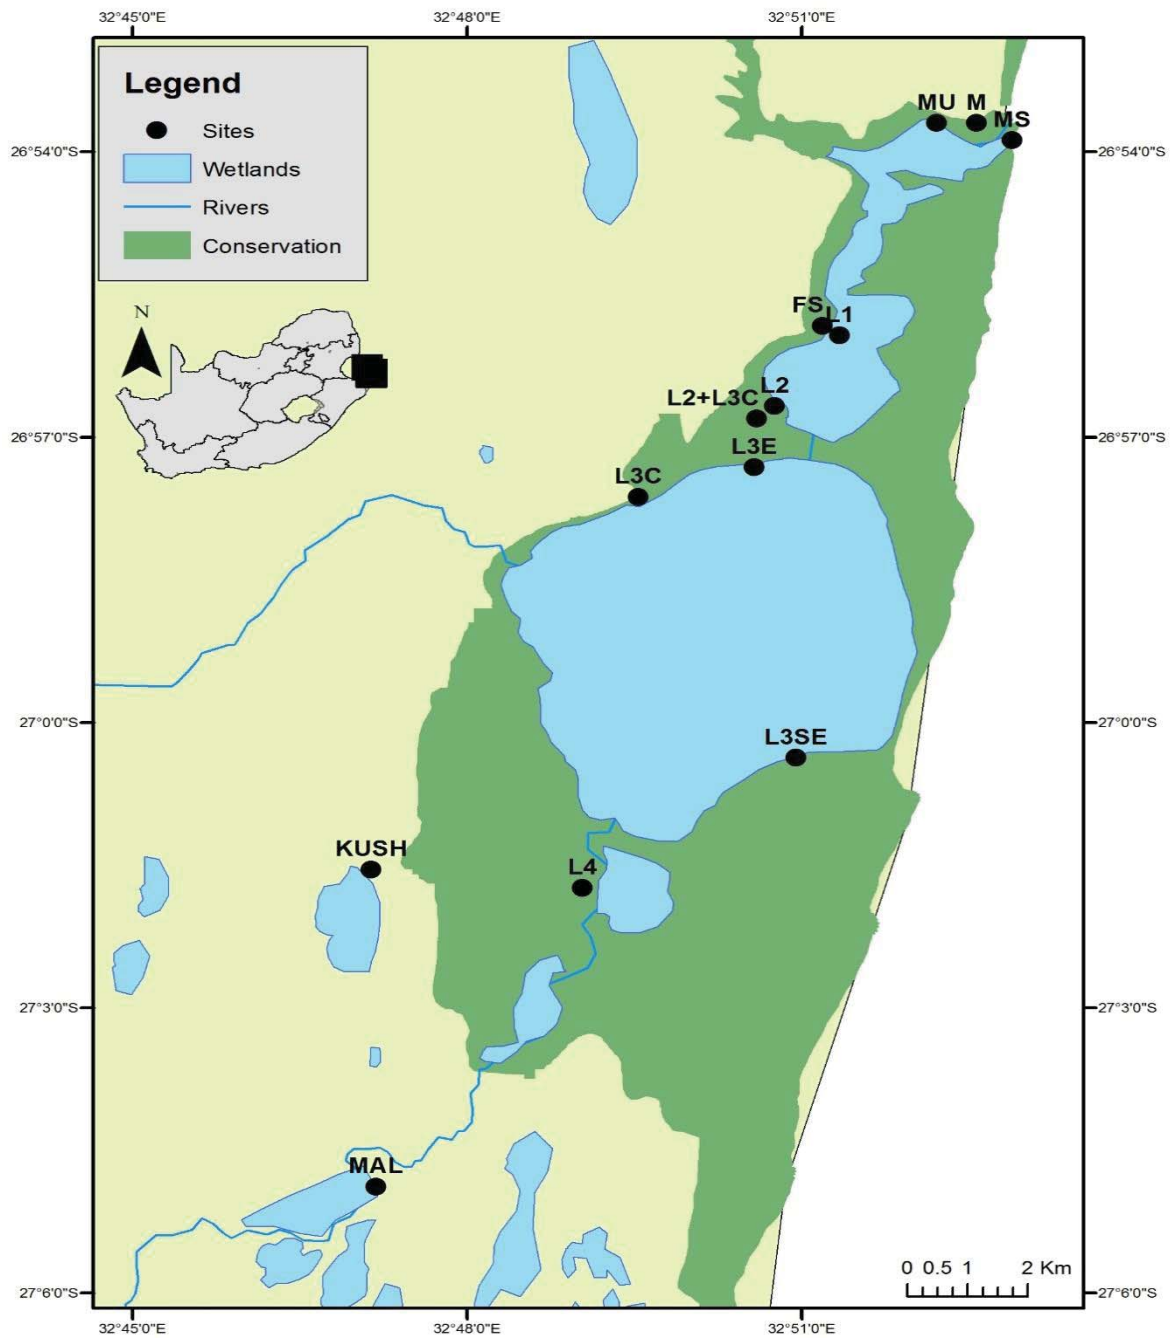 32°45'0"E 32°48'0"E 32°51'0"E
Legend
Sites
Wetlands
Rivers
Conservation
N
MU M
MS
26°54'0"S 26°54'0"S
FS L1
L2+L3C L2
26°57'0"S 26°57'0"S
L3E
L3C
27°0'0"S 27°0'0"S
L3SE
KUSH
L4
27°3'0"S 27°3'0"S
MAL
0 0.5 1 2 Km
27°6'0"S 27°6'0"S
32°45'0"E 32°48'0"E 32°51'0"E